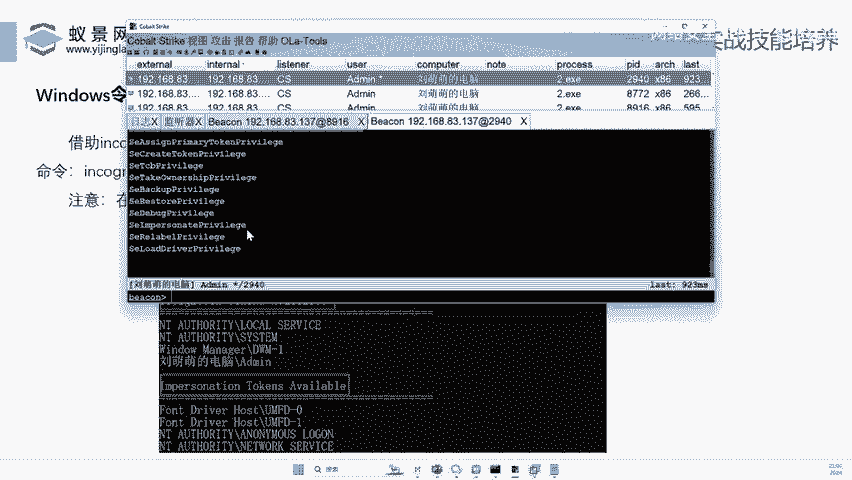 蚁景网
www.yijingla
实战技能培养
Windows令
借助inco
命令：incogn
注意：在
Cobalt Strike
Cobalt Strike 视图 攻击 报告 帮助 OLa-Tools
external internal listener user computer note process pid arch last
192.168.83.... 192.168.83.... CS Admin * 刘萌萌的电脑 2.exe 2940 x86 923...
192.168.83.... 192.168.83.... CS Admin 刘萌萌的电脑 2.exe 8772 x86 266...
192.168.83.... 192.168.83.... CS Admin 刘萌萌的电脑 2.exe 8916 x86 595...
日志X 监听器X Beacon 192.168.83.137@8916 X Beacon 192.168.83.137@2940 X
SeAssignPrimaryTokenPrivilege
SeCreateTokenPrivilege
SeTcbPrivilege
SeTakeOwnershipPrivilege
SeBackupPrivilege
SeRestorePrivilege
SeDebugPrivilege
SeImpersonatePrivilege
SeRelabelPrivilege
SeLoadDriverPrivilege
[刘萌萌的电脑] Admin */2940 last: 923ms
beacon>
NT AUTHORITY\LOCAL SERVICE
NT AUTHORITY\SYSTEM
Window Manager\DWM-1
刘萌萌的电脑\Admin
Impersonation Tokens Available
Font Driver Host\UMFD-0
Font Driver Host\UMFD-1
NT AUTHORITY\ANONYMOUS LOGON
NT AUTHORITY\NETWORK SERVICE
搜索